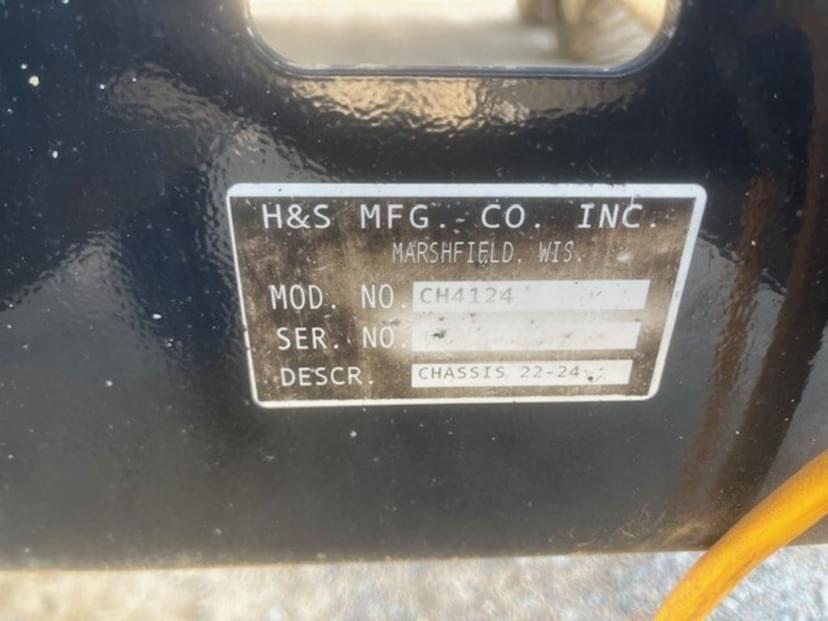 H&S MFG. CO. INC.
MARSHFIELD, WIS.
MOD. NO. CH4124
SER. NO.
DESCR. CHASSIS 22-24